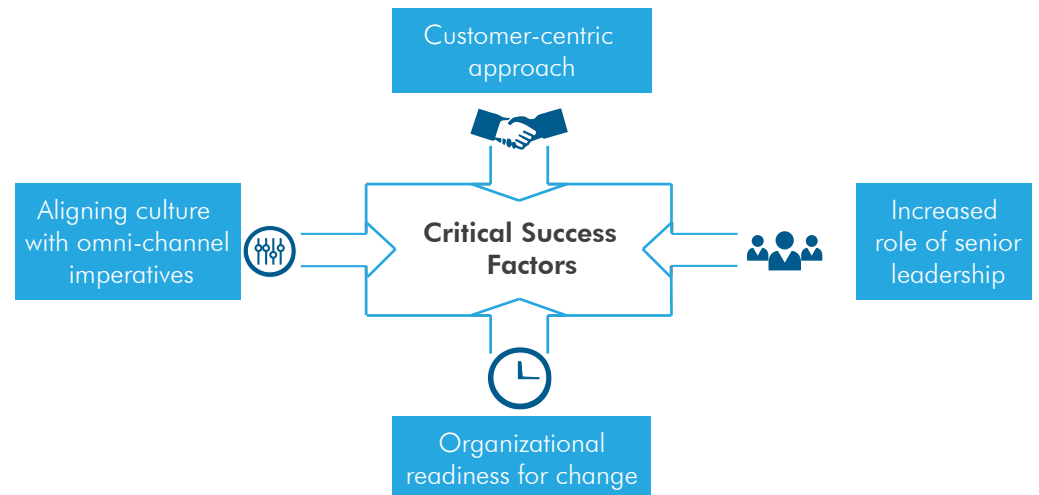 Customer-centric
approach
Aligning culture
with omni-channel
imperatives
Critical Success
Factors
Increased
role of senior
leadership
Organizational
readiness for change